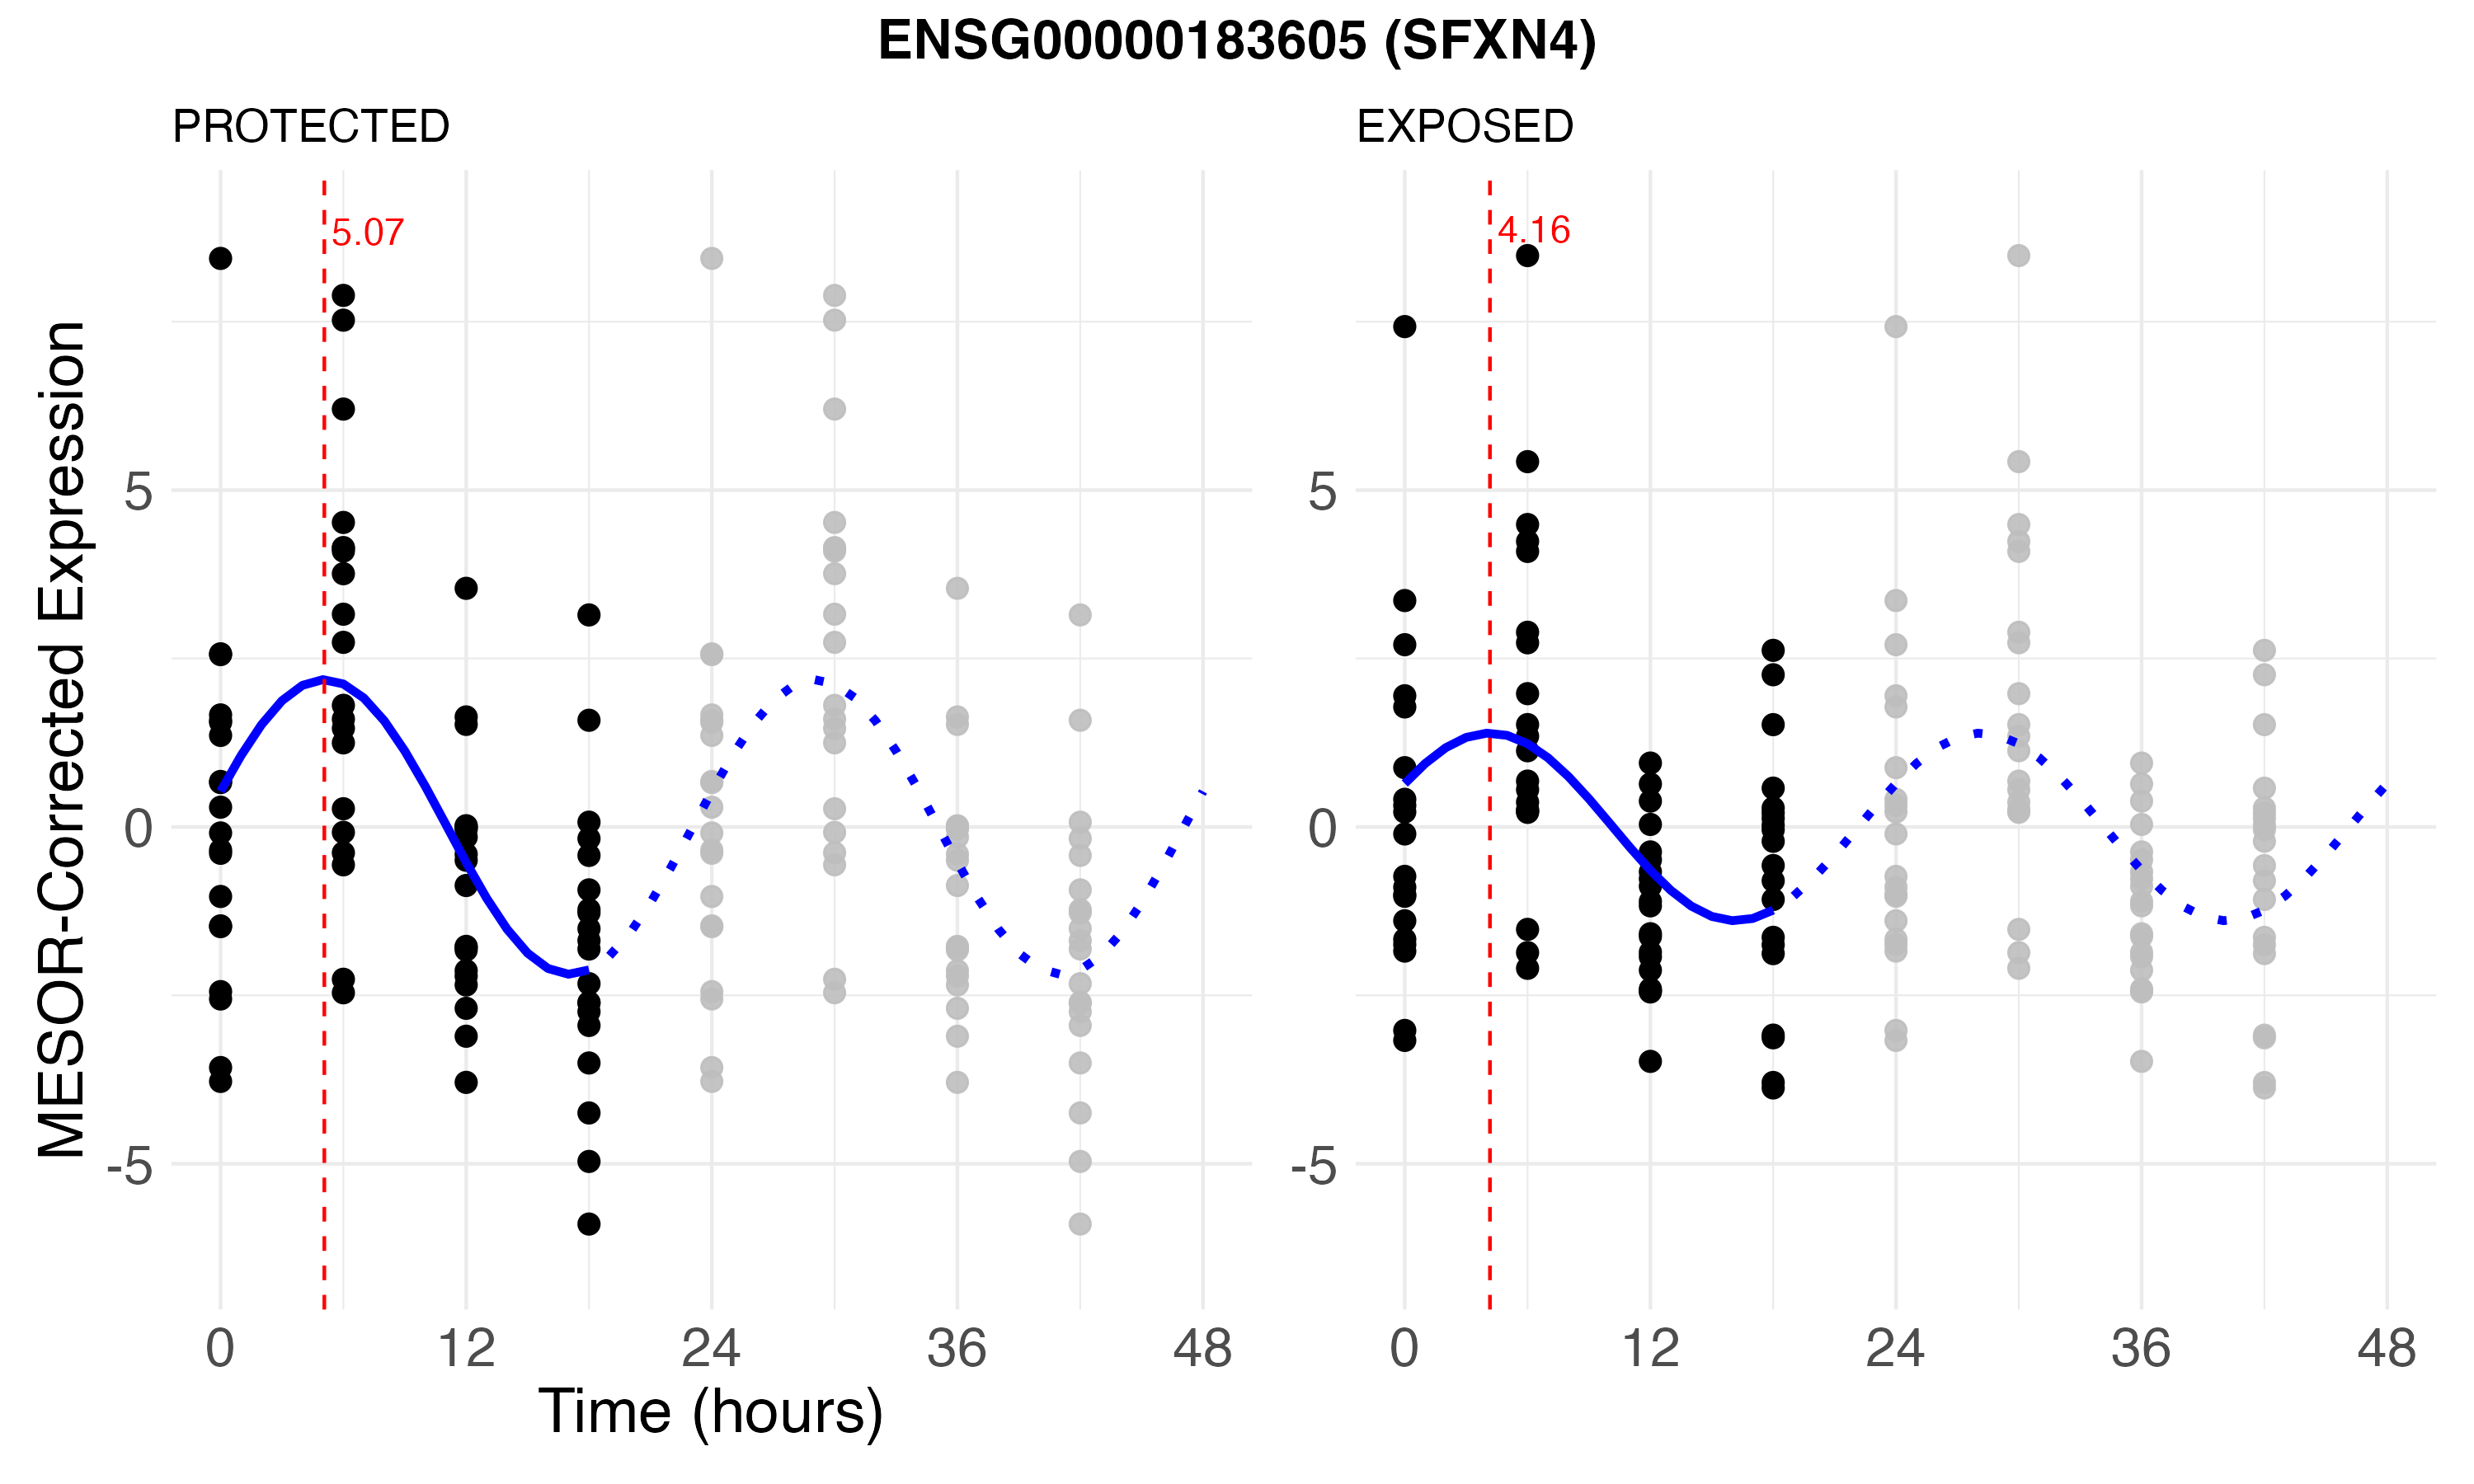 ENSG00000183605 (SFXN4)
PROTECTED
EXPOSED
5.07
4.16
MESOR-Corrected Expression
5
0
-5
5
0
-5
0 12 24 36 48
0 12 24 36 48
Time (hours)